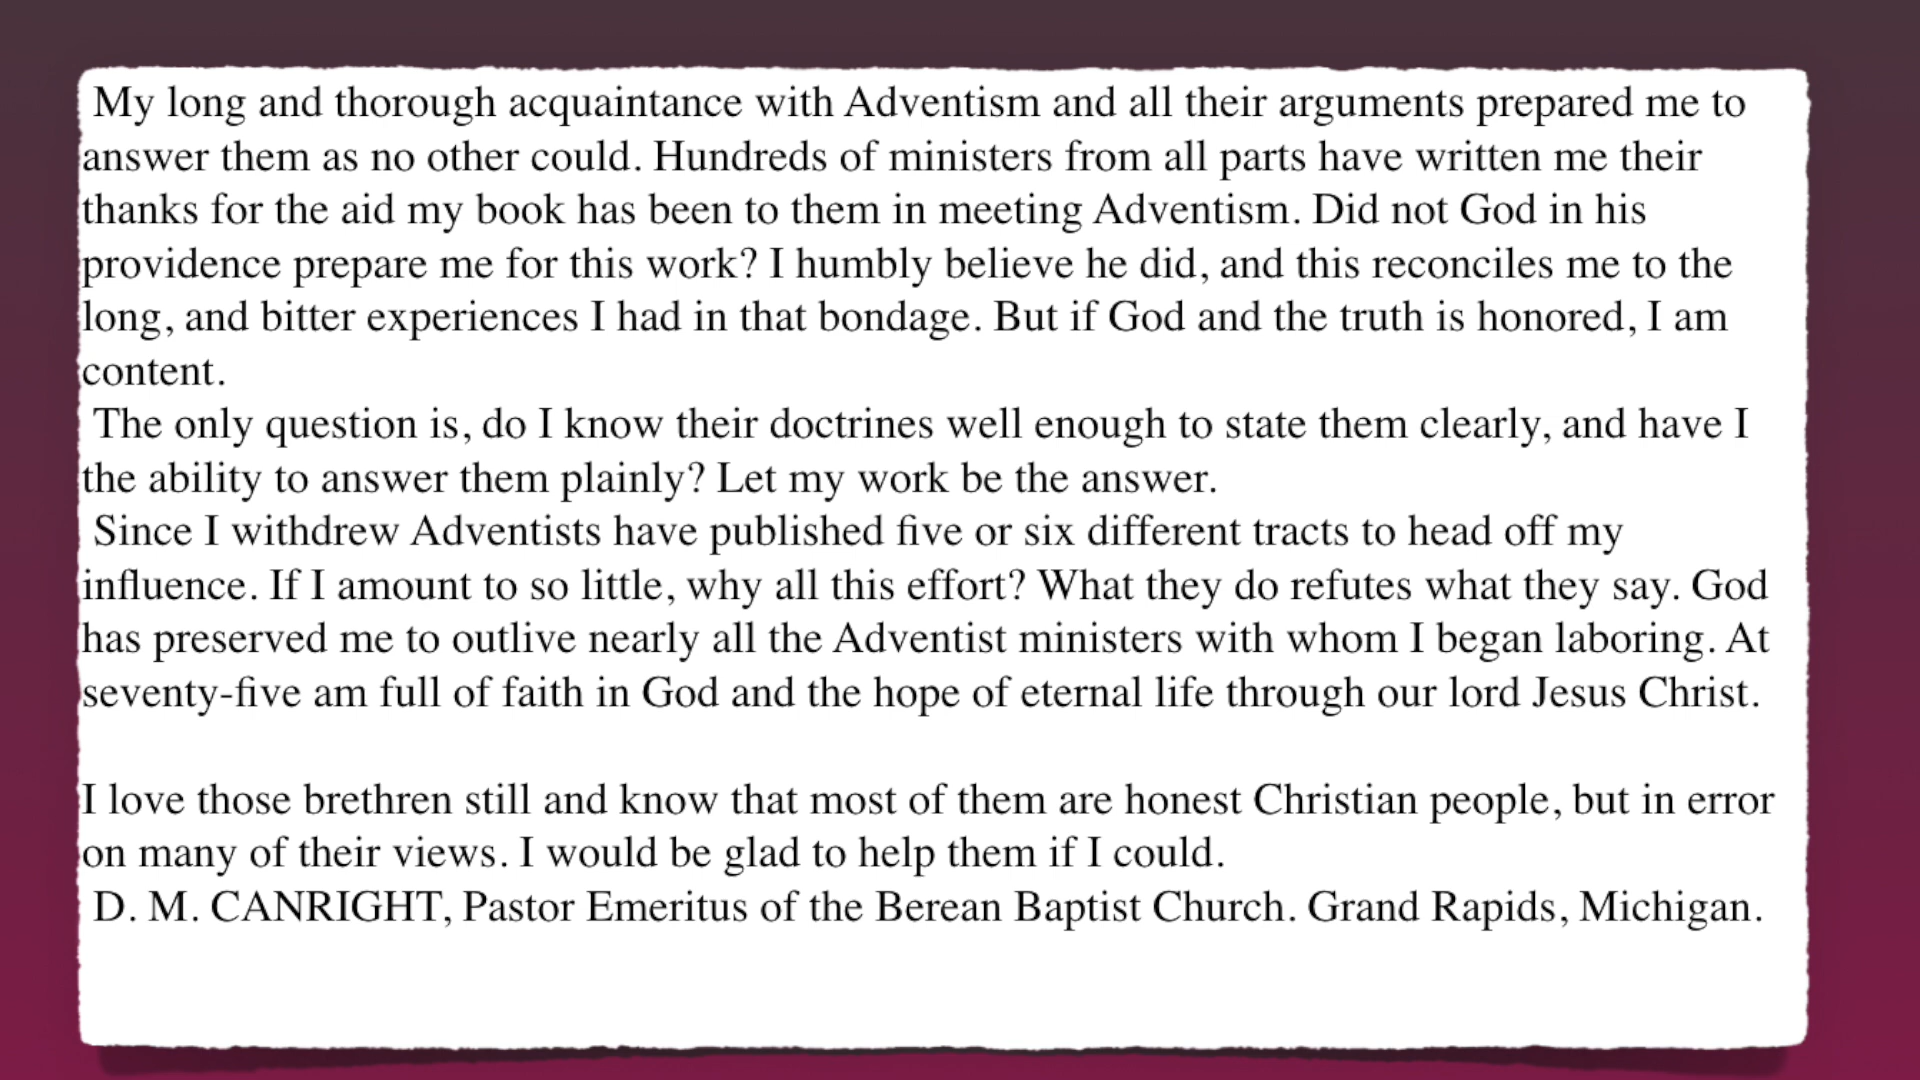 My long and thorough acquaintance with Adventism and all their arguments prepared me to
answer them as no other could. Hundreds of ministers from all parts have written me their
thanks for the aid my book has been to them in meeting Adventism. Did not God in his
providence prepare me for this work? I humbly believe he did, and this reconciles me to the
long, and bitter experiences I had in that bondage. But if God and the truth is honored, I am
content.
The only question is, do I know their doctrines well enough to state them clearly, and have I
the ability to answer them plainly? Let my work be the answer.
Since I withdrew Adventists have published five or six different tracts to head off my
influence. If I amount to so little, why all this effort? What they do refutes what they say. God
has preserved me to outlive nearly all the Adventist ministers with whom I began laboring. At
seventy-five am full of faith in God and the hope of eternal life through our lord Jesus Christ.
I love those brethren still and know that most of them are honest Christian people, but in error
on many of their views. I would be glad to help them if I could.
D. M. CANRIGHT, Pastor Emeritus of the Berean Baptist Church. Grand Rapids, Michigan.